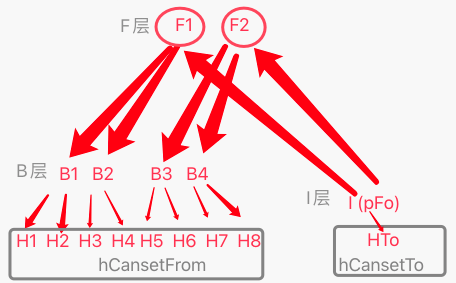 F层 F1 F2
B层 B1 B2 B3 B4
I层 I (pFo)
H1 H2 H3 H4 H5 H6 H7 H8 HTo
hCansetFrom hCansetTo